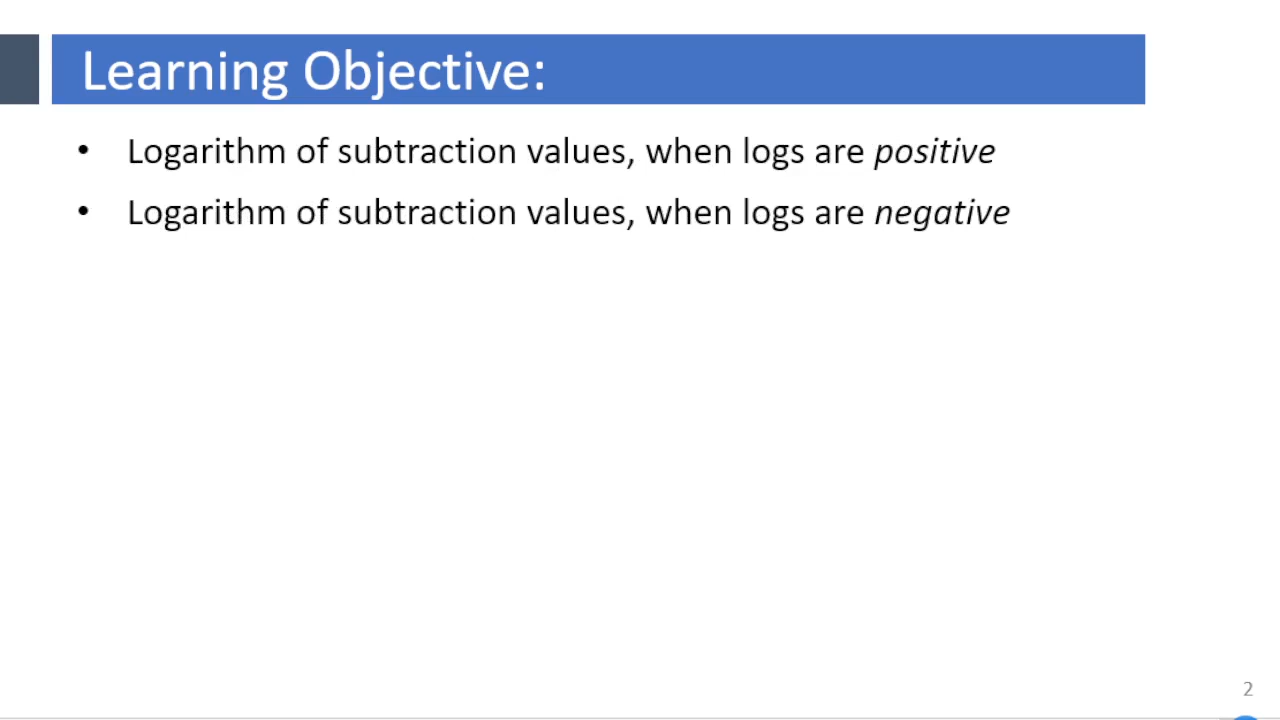 Learning Objective:
• Logarithm of subtraction values, when logs are positive
• Logarithm of subtraction values, when logs are negative
2